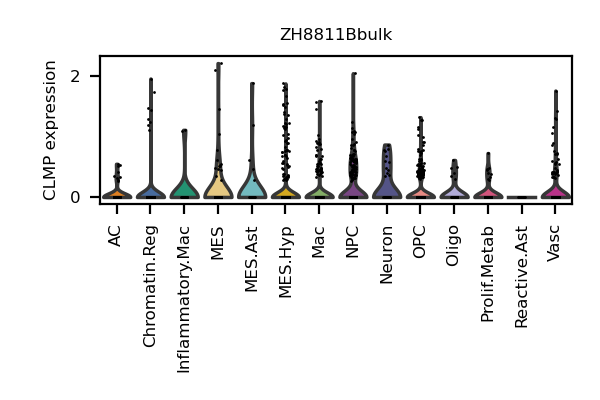 ZH8811Bbulk
CLMP expression
2
0
AC
Chromatin.Reg
Inflammatory.Mac
MES
MES.Ast
MES.Hyp
Mac
NPC
Neuron
OPC
Oligo
Prolif.Metab
Reactive.Ast
Vasc